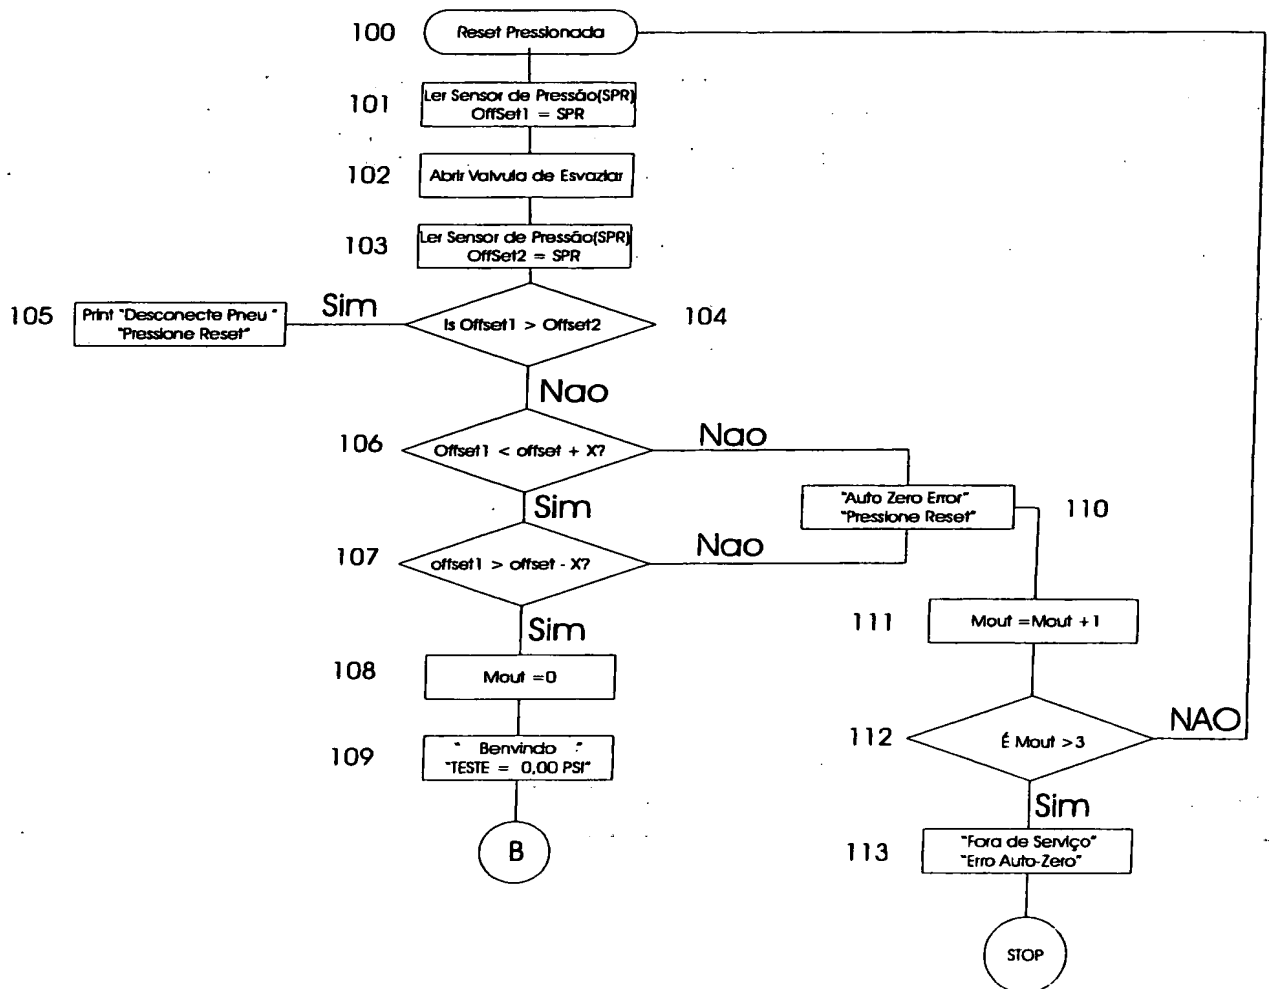 100
Reset Pressionada
101
Ler Sensor de Pressão(SPR)
OffSet1 = SPR
102
Abrir Valvula de Esvaziar
103
Ler Sensor de Pressão(SPR)
OffSet2 = SPR
105
Print "Desconecte Pneu "
"Pressione Reset"
Sim
Is Offset1 > Offset2
104
Nao
106
Offset1 < offset + X?
Nao
Sim
"Auto Zero Error"
"Pressione Reset"
110
107
offset1 > offset - X?
Nao
Sim
111
Mout =Mout +1
108
Mout =0
109
" Benvindo "
"TESTE = 0,00 PSI"
112
É Mout >3
NAO
Sim
B
113
"Fora de Serviço"
"Erro Auto-Zero"
STOP